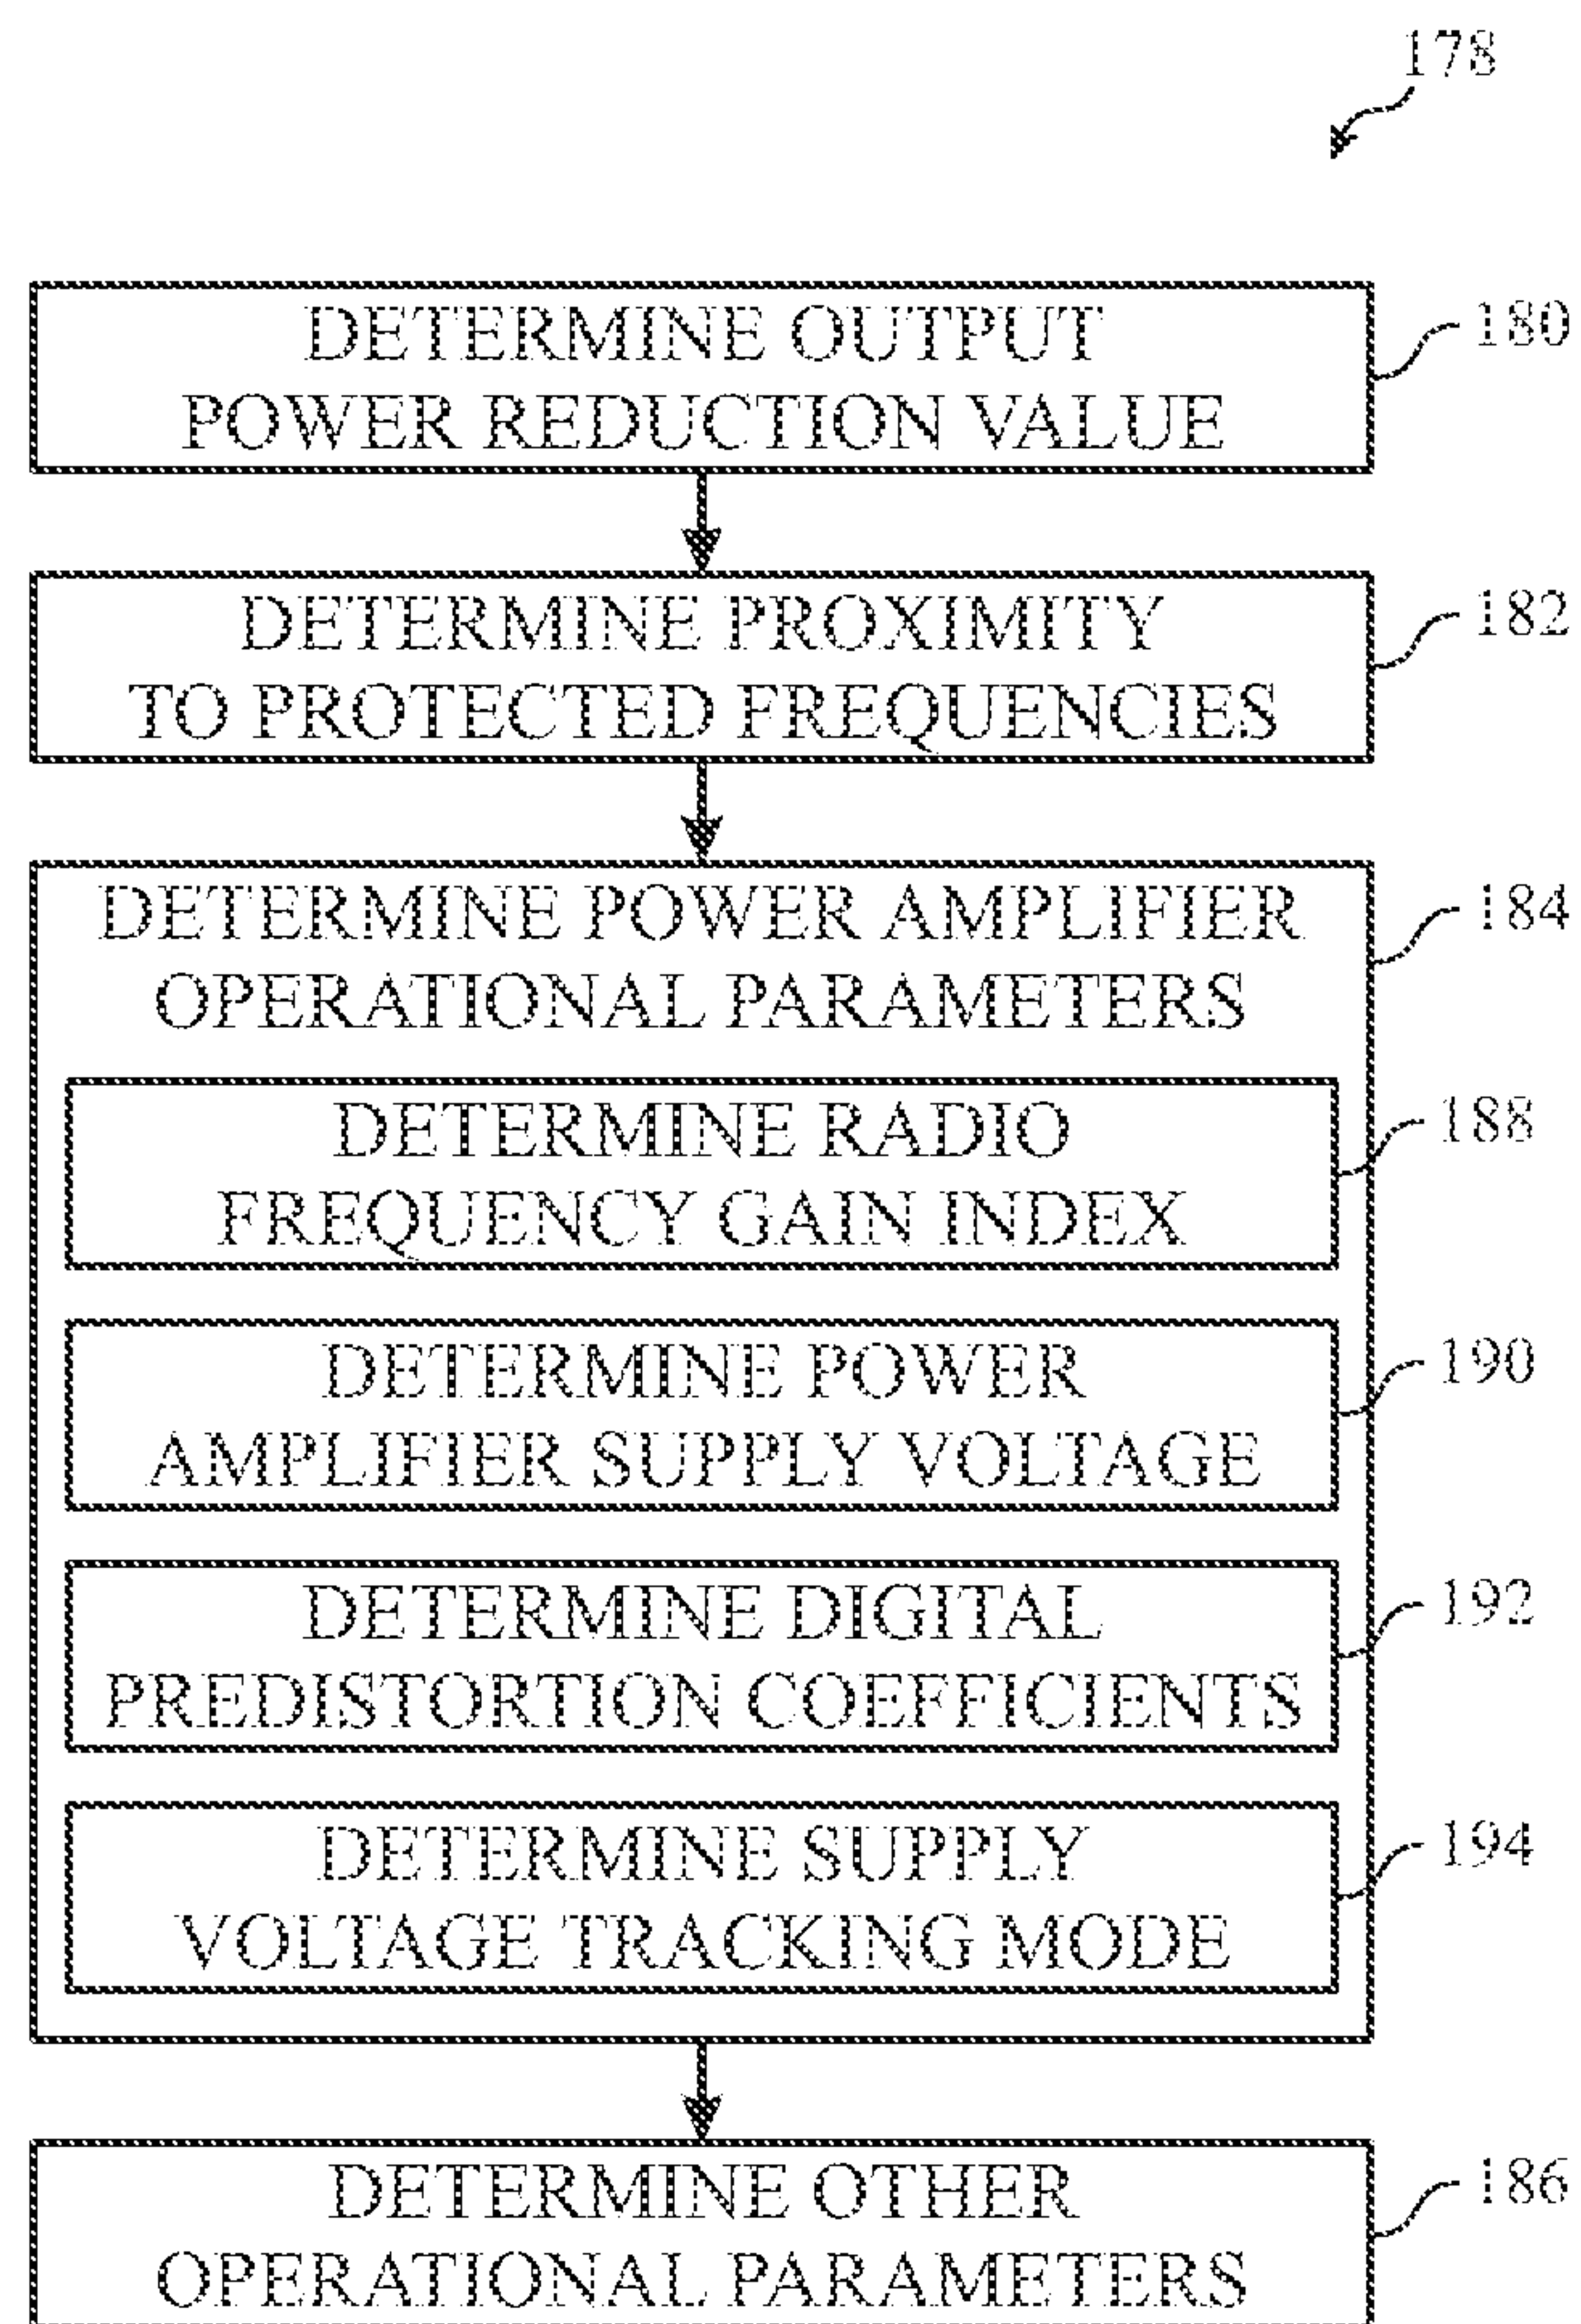 178
DETERMINE OUTPUT
POWER REDUCTION VALUE
180
DETERMINE PROXIMITY
TO PROTECTED FREQUENCIES
182
DETERMINE POWER AMPLIFIER
OPERATIONAL PARAMETERS
184
DETERMINE RADIO
FREQUENCY GAIN INDEX
188
DETERMINE POWER
AMPLIFIER SUPPLY VOLTAGE
190
DETERMINE DIGITAL
PREDISTORTION COEFFICIENTS
192
DETERMINE SUPPLY
VOLTAGE TRACKING MODE
194
DETERMINE OTHER
OPERATIONAL PARAMETERS
186